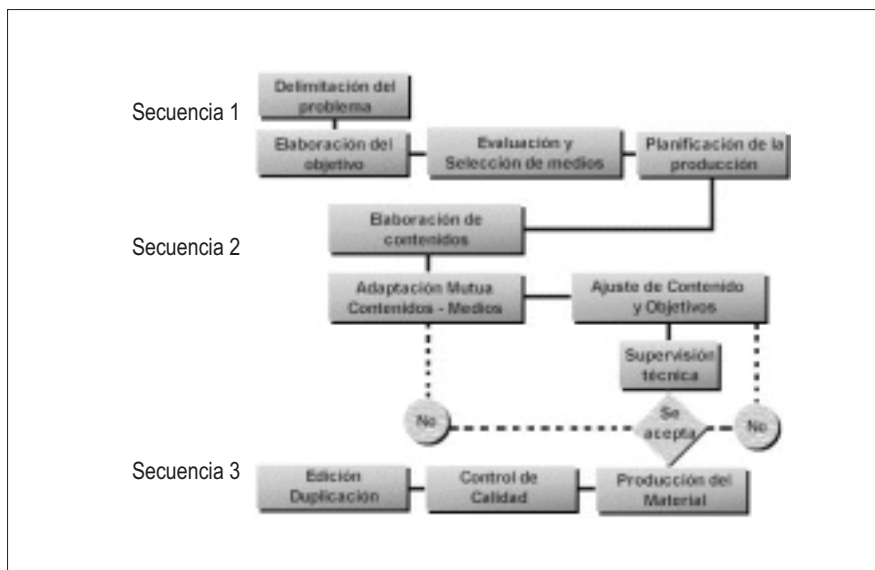 Secuencia 1
Delimitación del
problema
Elaboración del
objetivo
Evaluación y
Selección de medios
Planificación de la
producción
Secuencia 2
Elaboración de
contenidos
Adaptación Mutua
Contenidos - Medios
Ajuste de Contenido
y Objetivos
Supervisión
técnica
No
Se
acepta
No
Secuencia 3
Edición
Duplicación
Control de
Calidad
Producción del
Material